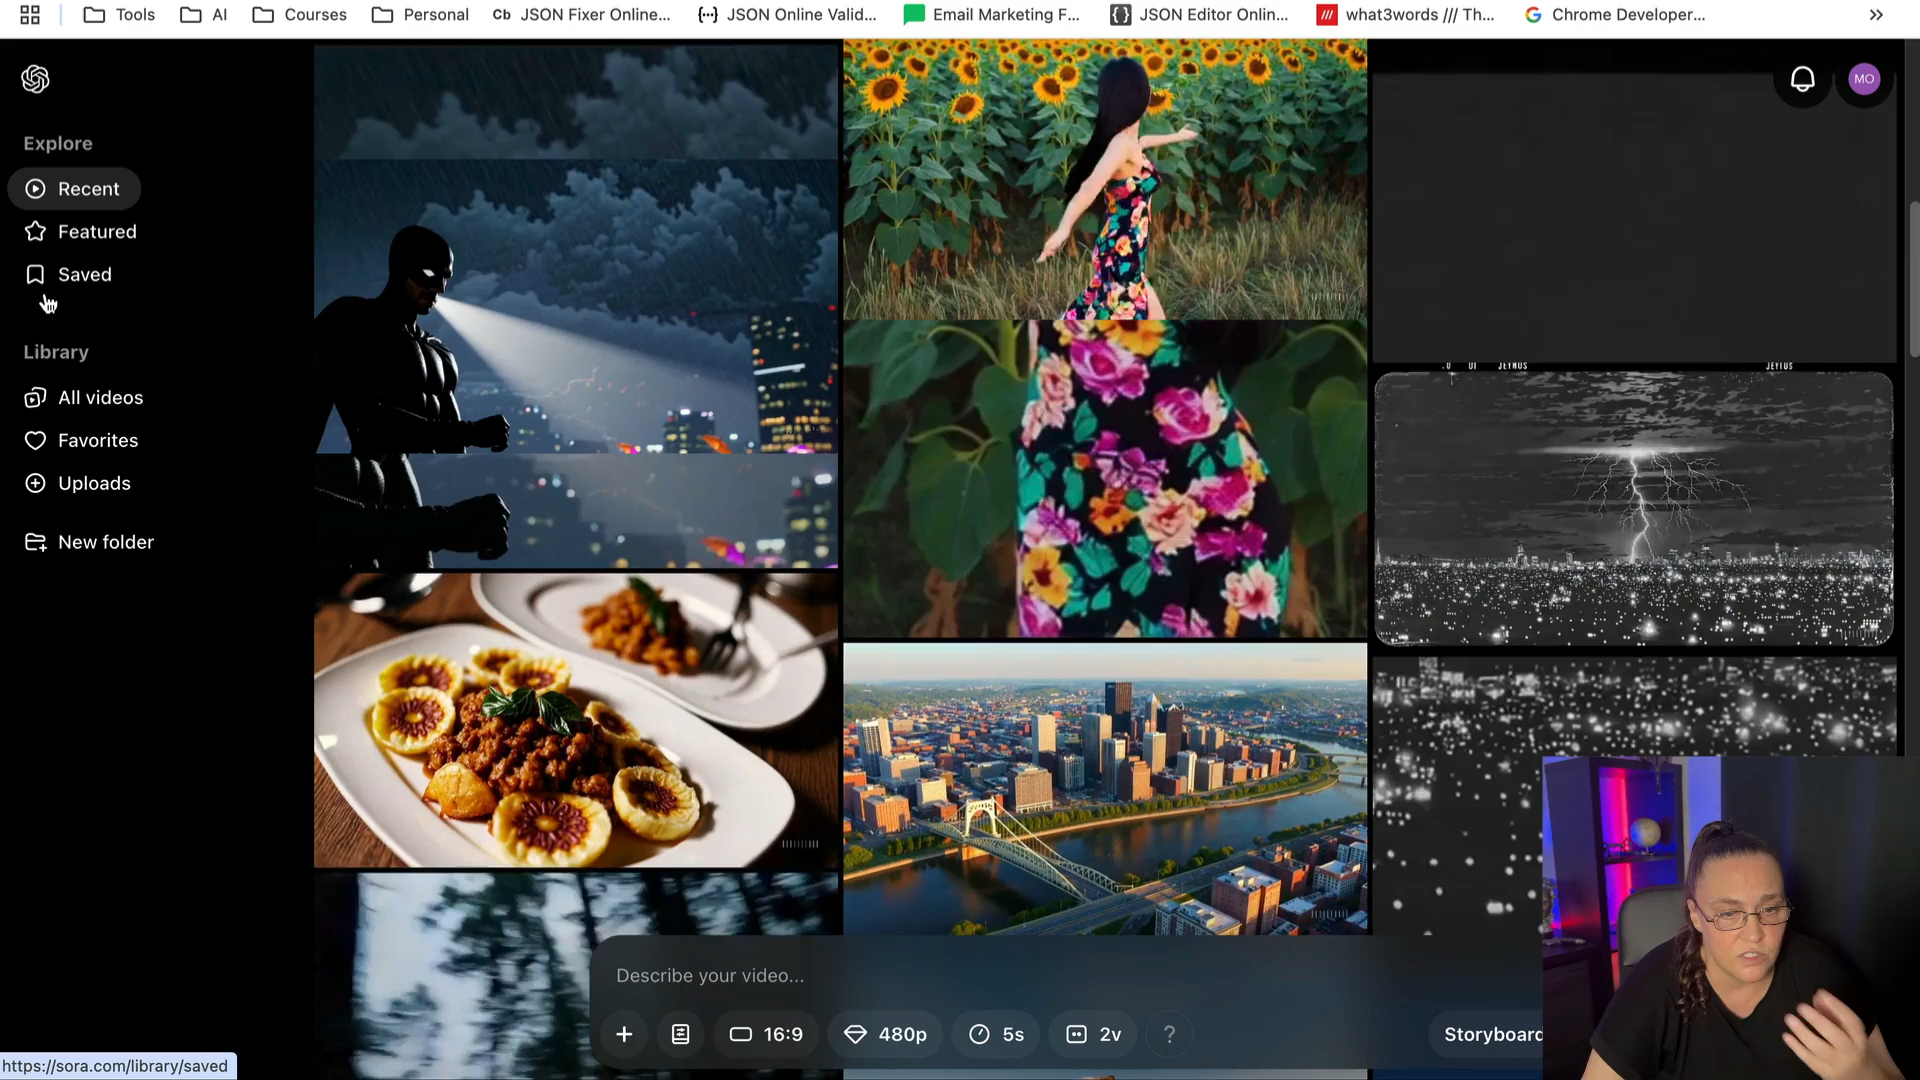 Tools
AI
Courses
Personal
Cb JSON Fixer Online...
{···} JSON Online Valid...
Email Marketing F...
{ } JSON Editor Onlin...
/// what3words /// Th...
G Chrome Developer...
»
MO
Explore
Recent
Featured
Saved
Library
All videos
Favorites
Uploads
New folder
Describe your video...
+
16:9
480p
5s
2v
?
Storyboard
https://sora.com/library/saved